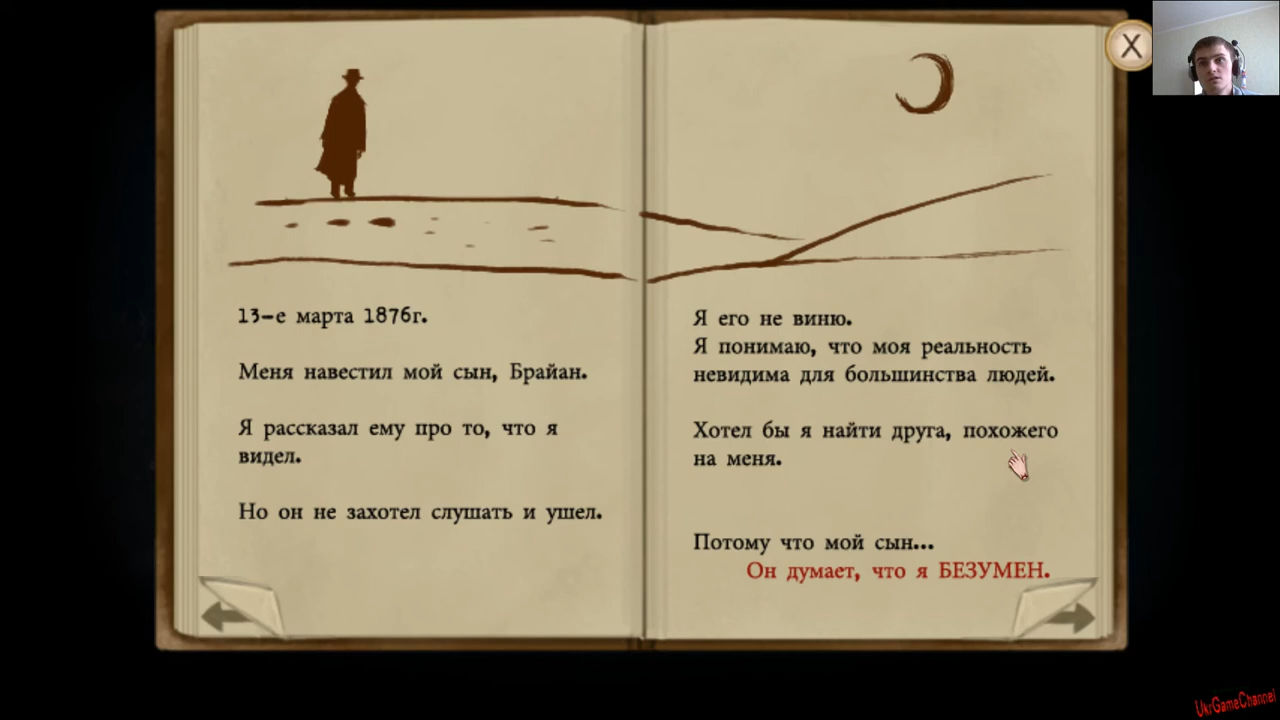 13-е марта 1876г.
Меня навестил мой сын, Брайан.
Я рассказал ему про то, что я
видел.
Но он не захотел слушать и ушел.
Я его не виню.
Я понимаю, что моя реальность
невидима для большинства людей.
Хотел бы я найти друга, похожего
на меня.
Потому что мой сын...
Он думает, что я БЕЗУМЕН.
X
UkrGameChannel